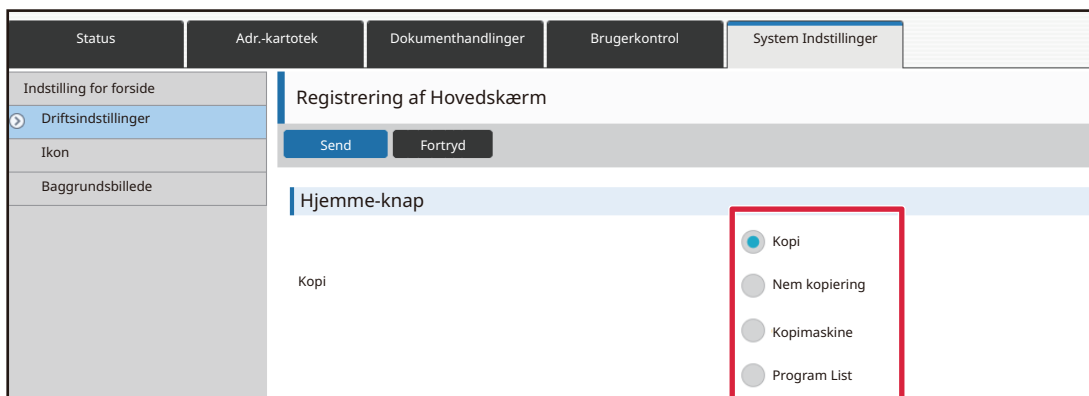 Status
Adr.-kartotek
Dokumenthandlinger
Brugerkontrol
System Indstillinger
Indstilling for forside
Driftsindstillinger
Ikon
Baggrundsbillede
Registrering af Hovedskærm
Send
Fortryd
Hjemme-knap
Kopi
Kopi
Nem kopiering
Kopimaskine
Program List